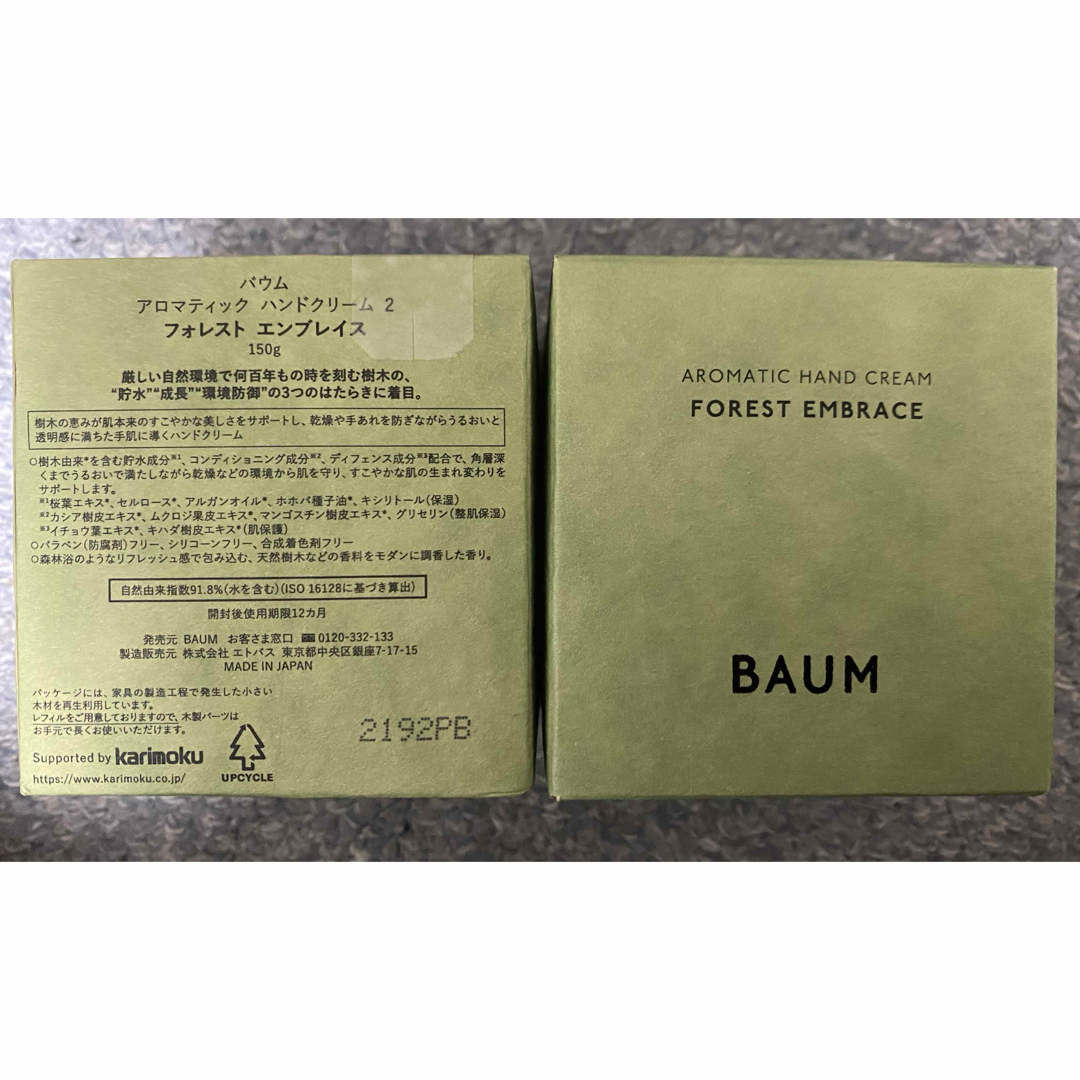 バウム
アロマティック ハンドクリーム 2
フォレスト エンブレイス
150g
厳しい自然環境で何百年もの時を刻む樹木の、
“貯水”“成長”“環境防御”の3つのはたらきに着目。
樹木の恵みが肌本来のすこやかな美しさをサポートし、乾燥や手あれを防ぎながらうるおいと
透明感に満ちた手肌に導くハンドクリーム
○樹木由来*を含む貯水成分※1、コンディショニング成分※2、ディフェンス成分※3配合で、角層深
くまでうるおいで満たしながら乾燥などの環境から肌を守り、すこやかな肌の生まれ変わりを
サポートします。
※1桜葉エキス*、セルロース*、アルガンオイル*、ホホバ種子油*、キシリトール(保湿)
※2カシア樹皮エキス*、ムクロジ果皮エキス*、マンゴスチン樹皮エキス*、グリセリン(整肌保湿)
※3イチョウ葉エキス*、キハダ樹皮エキス*(肌保護)
○パラベン(防腐剤)フリー、シリコーンフリー、合成着色剤フリー
○森林浴のようなリフレッシュ感で包み込む、天然樹木などの香料をモダンに調香した香り。
自然由来指数91.8%(水を含む)(ISO 16128に基づき算出)
開封後使用期限12カ月
発売元 BAUM お客さま窓口 0120-332-133
製造販売元 株式会社 エトバス 東京都中央区銀座7-17-15
MADE IN JAPAN
パッケージには、家具の製造工程で発生した小さい
木材を再生利用しています。
レフィルをご用意しておりますので、木製パーツは
お手元で長くお使いいただけます。
2192PB
Supported by karimoku
https://www.karimoku.co.jp/
UPCYCLE
AROMATIC HAND CREAM
FOREST EMBRACE
BAUM